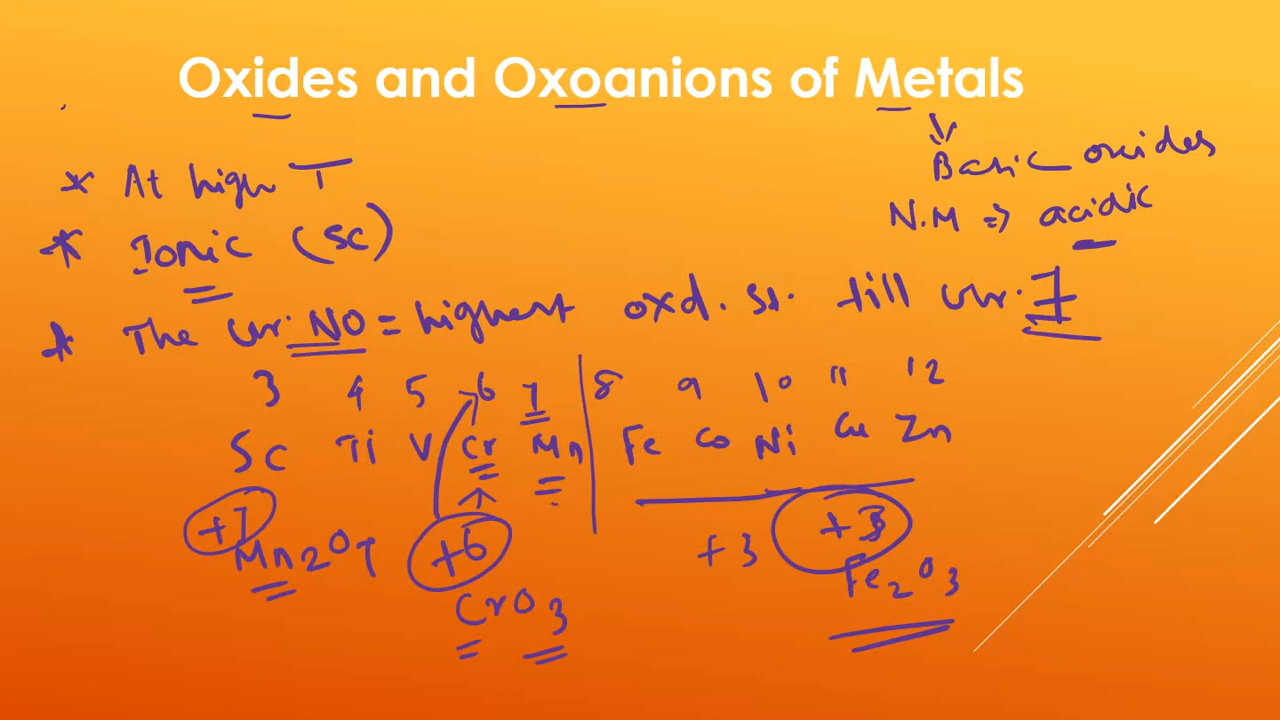 Oxides and Oxoanions of Metals
Basic oxides
N.M => acidic
* At high T
* Ionic (SC)
* The Gr. NO = highest oxd. st. till Gr. 7
3 4 5 6 7 8 9 10 11 12
Sc Ti V Cr Mn Fe Co Ni Cu Zn
+7 +6 +3 +3
Mn2O7 CrO3 Fe2O3